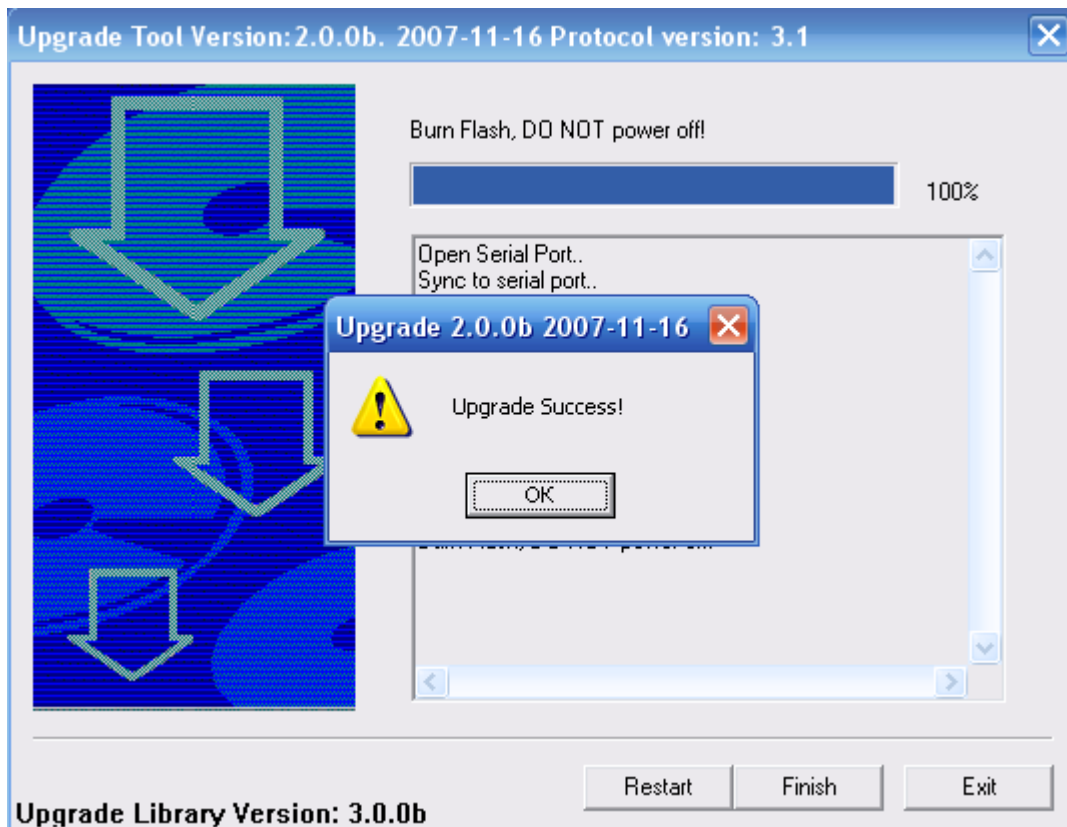 Upgrade Tool Version:2.0.0b. 2007-11-16 Protocol version: 3.1
Burn Flash, DO NOT power off!
100%
Open Serial Port..
Sync to serial port..
Upgrade 2.0.0b 2007-11-16
Upgrade Success!
OK
Restart
Finish
Exit
Upgrade Library Version: 3.0.0b